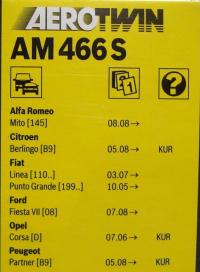 AEROTWIN
AM 466 S
1
?
Alfa Romeo
Mito [145] 08.08→
Citroen
Berlingo [B9] 05.08→ KUR
Fiat
Linea [110..] 03.07→
Punto Grande [199..] 10.05→
Ford
Fiesta VII [08] 07.08→
Opel
Corsa [D] 07.06→ KUR
Peugeot
Partner [B9] 05.08→ KUR